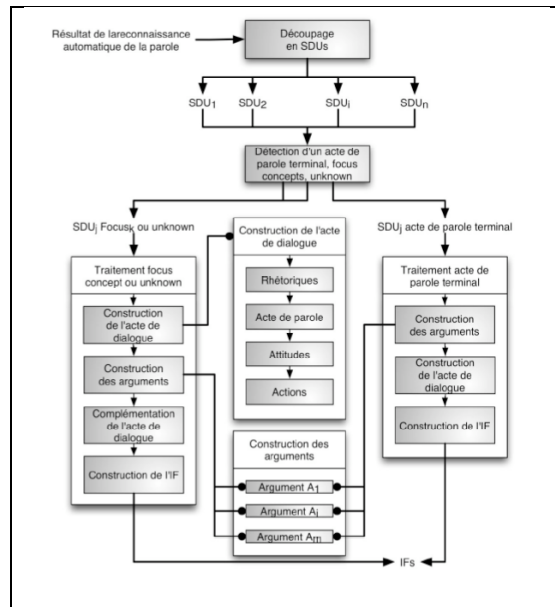 Résultat de lareconnaissance
automatique de la parole
Découpage
en SDUs
SDU1
SDU2
SDUi
SDUn
Détection d'un acte de
parole terminal, focus
concepts, unknown
SDUj Focusk ou unknown
SDUj acte de parole terminal
Traitement focus
concept ou unknown
Construction
de l'acte de
dialogue
Construction
des arguments
Complémentation
de l'acte de
dialogue
Construction de l'IF
Construction de l'acte
de dialogue
Rhétoriques
Acte de parole
Attitudes
Actions
Construction des
arguments
Argument A1
Argument Ai
Argument Am
Traitement acte de
parole terminal
Construction
des arguments
Construction
de l'acte de
dialogue
Construction de l'IF
IFs